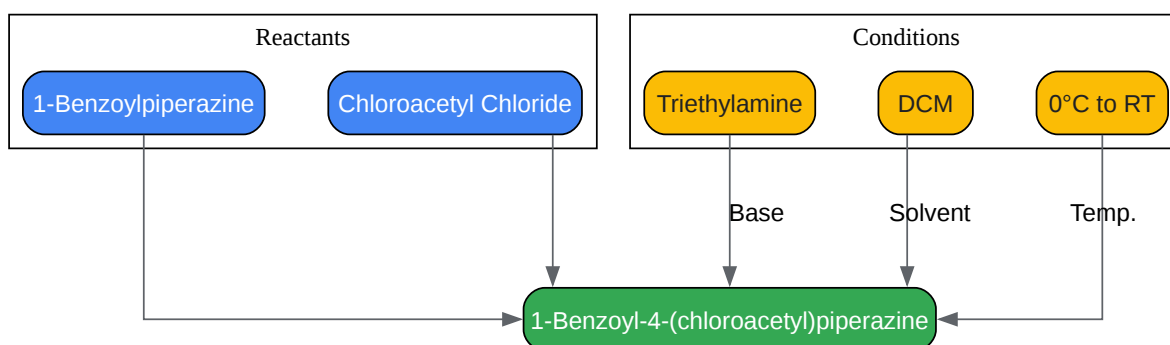 Reactants
Conditions
1-Benzoylpiperazine
Chloroacetyl Chloride
Triethylamine
DCM
0°C to RT
Base
Solvent
Temp.
1-Benzoyl-4-(chloroacetyl)piperazine